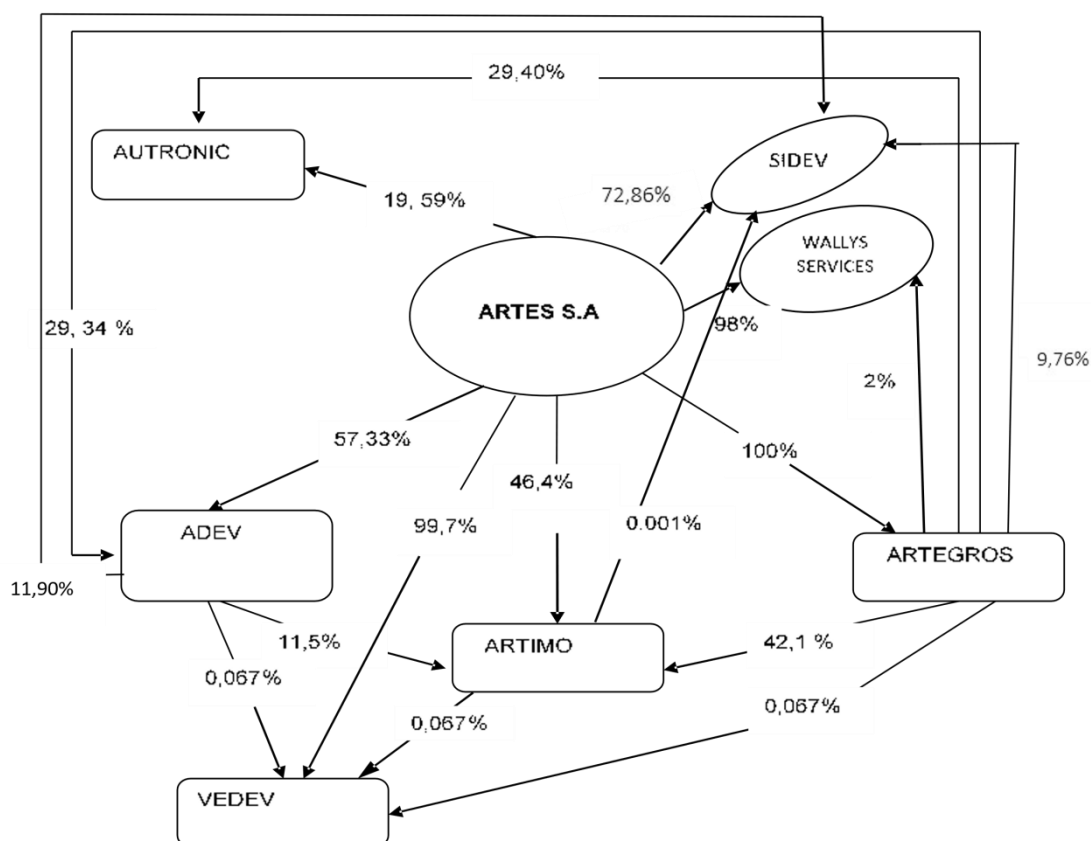 29,40%
AUTRONIC
SIDEV
19, 59%
72,86%
WALLYS
SERVICES
ARTES S.A
98%
29, 34 %
9,76%
2%
57,33%
100%
46,4%
ADEV
99,7%
0.001%
ARTEGROS
11,90%
11,5%
ARTIMO
42,1 %
0,067%
0,067%
0,067%
VEDEV